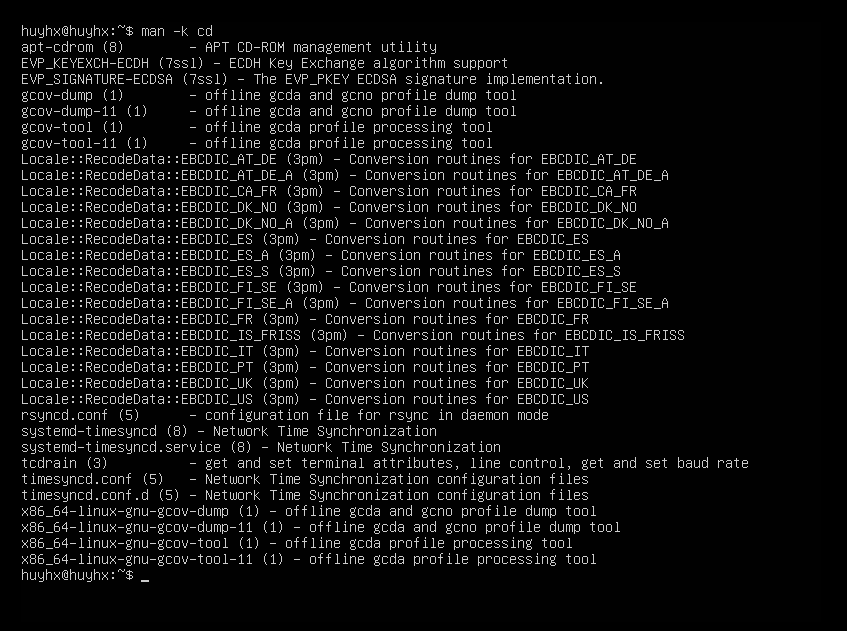 huyhx@huyhx:~$ man -k cd
apt-cdrom (8)        - APT CD-ROM management utility
EVP_KEYEXCH-ECDH (7ssl) - ECDH Key Exchange algorithm support
EVP_SIGNATURE-ECDSA (7ssl) - The EVP_PKEY ECDSA signature implementation.
gcov-dump (1)        - offline gcda and gcno profile dump tool
gcov-dump-11 (1)     - offline gcda and gcno profile dump tool
gcov-tool (1)        - offline gcda profile processing tool
gcov-tool-11 (1)     - offline gcda profile processing tool
Locale::RecodeData::EBCDIC_AT_DE (3pm) - Conversion routines for EBCDIC_AT_DE
Locale::RecodeData::EBCDIC_AT_DE_A (3pm) - Conversion routines for EBCDIC_AT_DE_A
Locale::RecodeData::EBCDIC_CA_FR (3pm) - Conversion routines for EBCDIC_CA_FR
Locale::RecodeData::EBCDIC_DK_NO (3pm) - Conversion routines for EBCDIC_DK_NO
Locale::RecodeData::EBCDIC_DK_NO_A (3pm) - Conversion routines for EBCDIC_DK_NO_A
Locale::RecodeData::EBCDIC_ES (3pm) - Conversion routines for EBCDIC_ES
Locale::RecodeData::EBCDIC_ES_A (3pm) - Conversion routines for EBCDIC_ES_A
Locale::RecodeData::EBCDIC_ES_S (3pm) - Conversion routines for EBCDIC_ES_S
Locale::RecodeData::EBCDIC_FI_SE (3pm) - Conversion routines for EBCDIC_FI_SE
Locale::RecodeData::EBCDIC_FI_SE_A (3pm) - Conversion routines for EBCDIC_FI_SE_A
Locale::RecodeData::EBCDIC_FR (3pm) - Conversion routines for EBCDIC_FR
Locale::RecodeData::EBCDIC_IS_FRISS (3pm) - Conversion routines for EBCDIC_IS_FRISS
Locale::RecodeData::EBCDIC_IT (3pm) - Conversion routines for EBCDIC_IT
Locale::RecodeData::EBCDIC_PT (3pm) - Conversion routines for EBCDIC_PT
Locale::RecodeData::EBCDIC_UK (3pm) - Conversion routines for EBCDIC_UK
Locale::RecodeData::EBCDIC_US (3pm) - Conversion routines for EBCDIC_US
rsyncd.conf (5)      - configuration file for rsync in daemon mode
systemd-timesyncd (8) - Network Time Synchronization
systemd-timesyncd.service (8) - Network Time Synchronization
tcdrain (3)          - get and set terminal attributes, line control, get and set baud rate
timesyncd.conf (5)   - Network Time Synchronization configuration files
timesyncd.conf.d (5) - Network Time Synchronization configuration files
x86_64-linux-gnu-gcov-dump (1) - offline gcda and gcno profile dump tool
x86_64-linux-gnu-gcov-dump-11 (1) - offline gcda and gcno profile dump tool
x86_64-linux-gnu-gcov-tool (1) - offline gcda profile processing tool
x86_64-linux-gnu-gcov-tool-11 (1) - offline gcda profile processing tool
huyhx@huyhx:~$ _